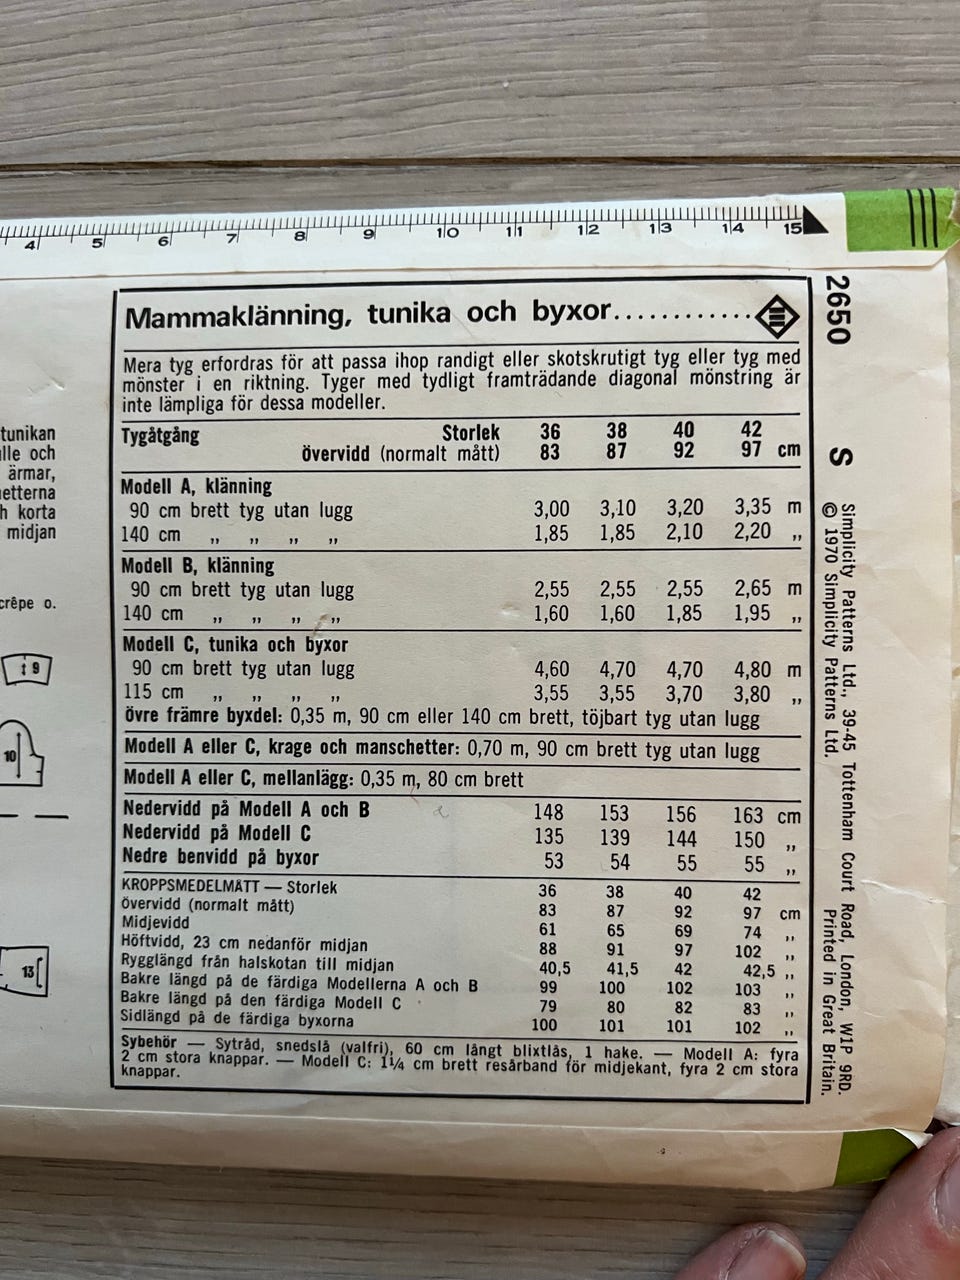 4 5 6 7 8 9 10 11 12 13 14 15
tunikan
lle och
ärmar,
etterna
h korta
midjan
crêpe o.
9
10
13
Mammaklänning, tunika och byxor............
Mera tyg erfordras för att passa ihop randigt eller skotskrutigt tyg eller tyg med
mönster i en riktning. Tyger med tydligt framträdande diagonal mönstring är
inte lämpliga för dessa modeller.
Tygåtgång Storlek 36 38 40 42
övervidd (normalt mått) 83 87 92 97 cm
Modell A, klänning
90 cm brett tyg utan lugg 3,00 3,10 3,20 3,35 m
140 cm ,, ,, ,, ,, 1,85 1,85 2,10 2,20 ,,
Modell B, klänning
90 cm brett tyg utan lugg 2,55 2,55 2,55 2,65 m
140 cm ,, ,, ,, ,, 1,60 1,60 1,85 1,95 ,,
Modell C, tunika och byxor
90 cm brett tyg utan lugg 4,60 4,70 4,70 4,80 m
115 cm ,, ,, ,, ,, 3,55 3,55 3,70 3,80 ,,
Övre främre byxdel: 0,35 m, 90 cm eller 140 cm brett, töjbart tyg utan lugg
Modell A eller C, krage och manschetter: 0,70 m, 90 cm brett tyg utan lugg
Modell A eller C, mellanlägg: 0,35 m, 80 cm brett
Nedervidd på Modell A och B 148 153 156 163 cm
Nedervidd på Modell C 135 139 144 150 ,,
Nedre benvidd på byxor 53 54 55 55 ,,
KROPPSMEDELMÅTT — Storlek 36 38 40 42
övervidd (normalt mått) 83 87 92 97 cm
Midjevidd 61 65 69 74 ,,
Höftvidd, 23 cm nedanför midjan 88 91 97 102 ,,
Rygglängd från halskotan till midjan 40,5 41,5 42 42,5 ,,
Bakre längd på de färdiga Modellerna A och B 99 100 102 103 ,,
Bakre längd på den färdiga Modell C 79 80 82 83 ,,
Sidlängd på de färdiga byxorna 100 101 101 102 ,,
Sybehör — Sytråd, snedslå (valfri), 60 cm långt blixtlås, 1 hake. — Modell A: fyra
2 cm stora knappar. — Modell C: 1¼ cm brett resårband för midjekant, fyra 2 cm stora
knappar.
2650 S
Simplicity Patterns Ltd., 39-45 Tottenham Court Road, London, W1P 9RD.
© 1970 Simplicity Patterns Ltd. Printed in Great Britain.